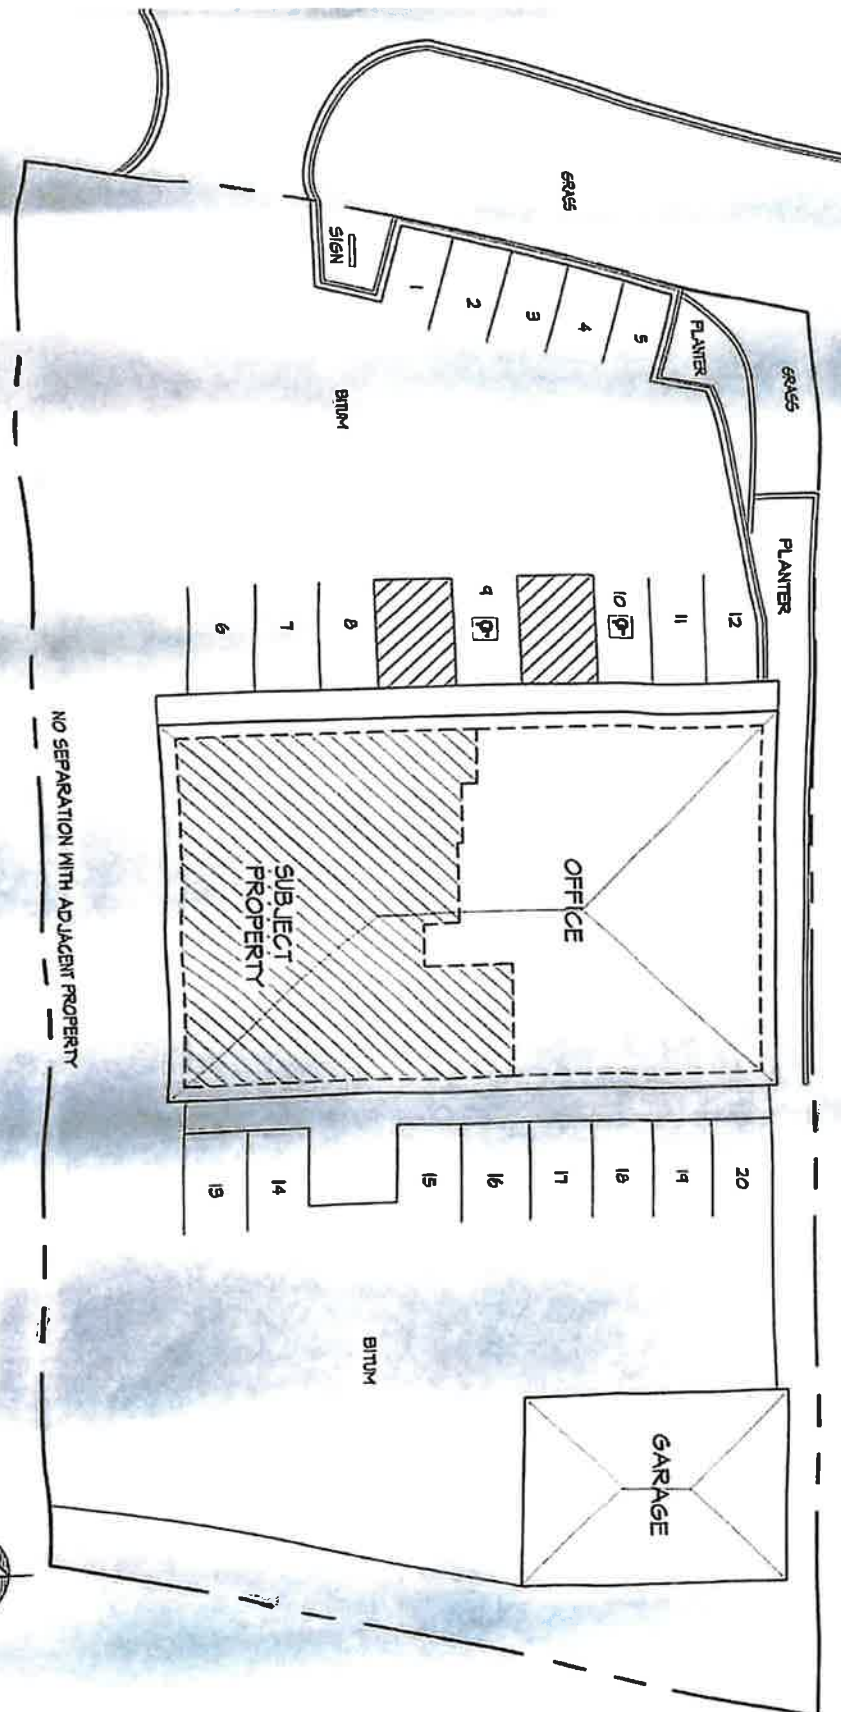 GRASS
SIGN
1
2
3
4
5
PLANTER
GRASS
BITUM
PLANTER
6
7
8
9
10
11
12
NO SEPARATION WITH ADJACENT PROPERTY
SUBJECT
PROPERTY
OFFICE
13
14
15
16
17
18
19
20
BITUM
GARAGE